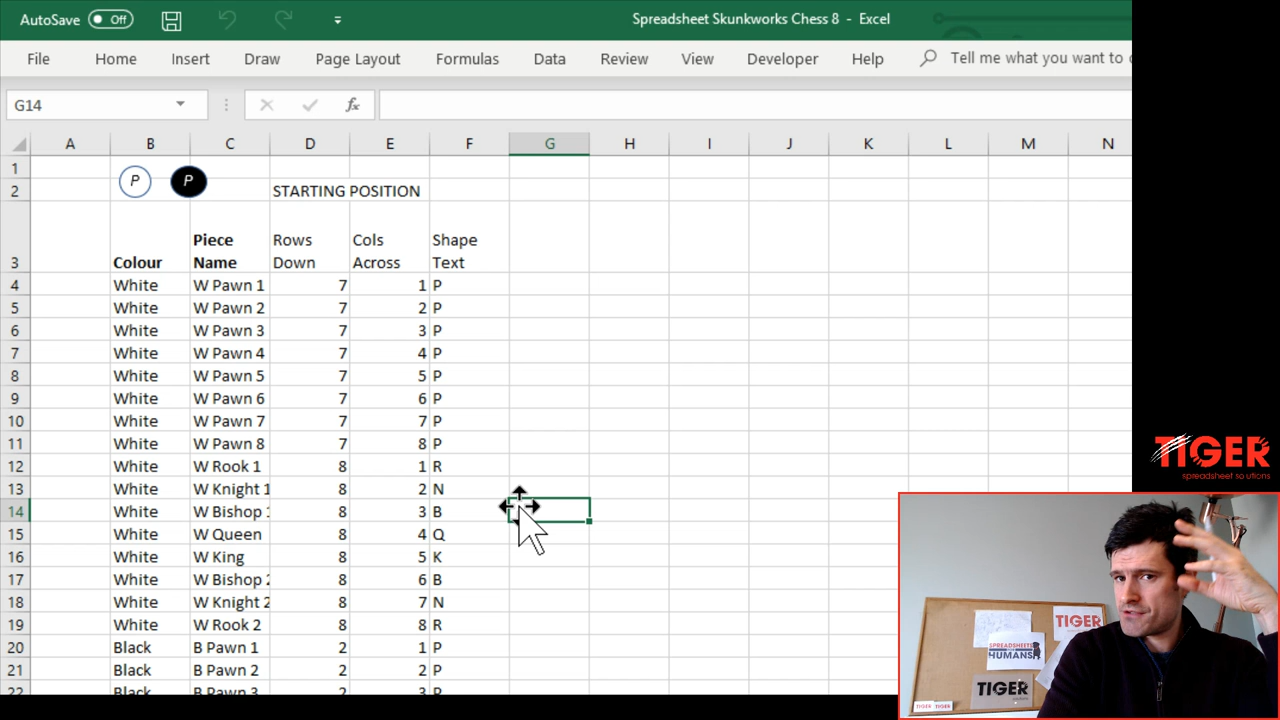 AutoSave Off Spreadsheet Skunkworks Chess 8 - Excel
File Home Insert Draw Page Layout Formulas Data Review View Developer Help Tell me what you want to
G14 fx
A B C D E F G H I J K L M N
1 P P
2 STARTING POSITION
Piece Rows Cols Shape
3 Colour Name Down Across Text
4 White W Pawn 1 7 1 P
5 White W Pawn 2 7 2 P
6 White W Pawn 3 7 3 P
7 White W Pawn 4 7 4 P
8 White W Pawn 5 7 5 P
9 White W Pawn 6 7 6 P
10 White W Pawn 7 7 7 P
11 White W Pawn 8 7 8 P
12 White W Rook 1 8 1 R
13 White W Knight 1 8 2 N
14 White W Bishop 1 8 3 B
15 White W Queen 8 4 Q
16 White W King 8 5 K
17 White W Bishop 2 8 6 B
18 White W Knight 2 8 7 N
19 White W Rook 2 8 8 R
20 Black B Pawn 1 2 1 P
21 Black B Pawn 2 2 2 P
22 Black B Pawn 3 2 3 P
TIGER
spreadsheet solutions
TIGER
SPREADSHEETS
HUMANS
TIGER
TIGER TIGER